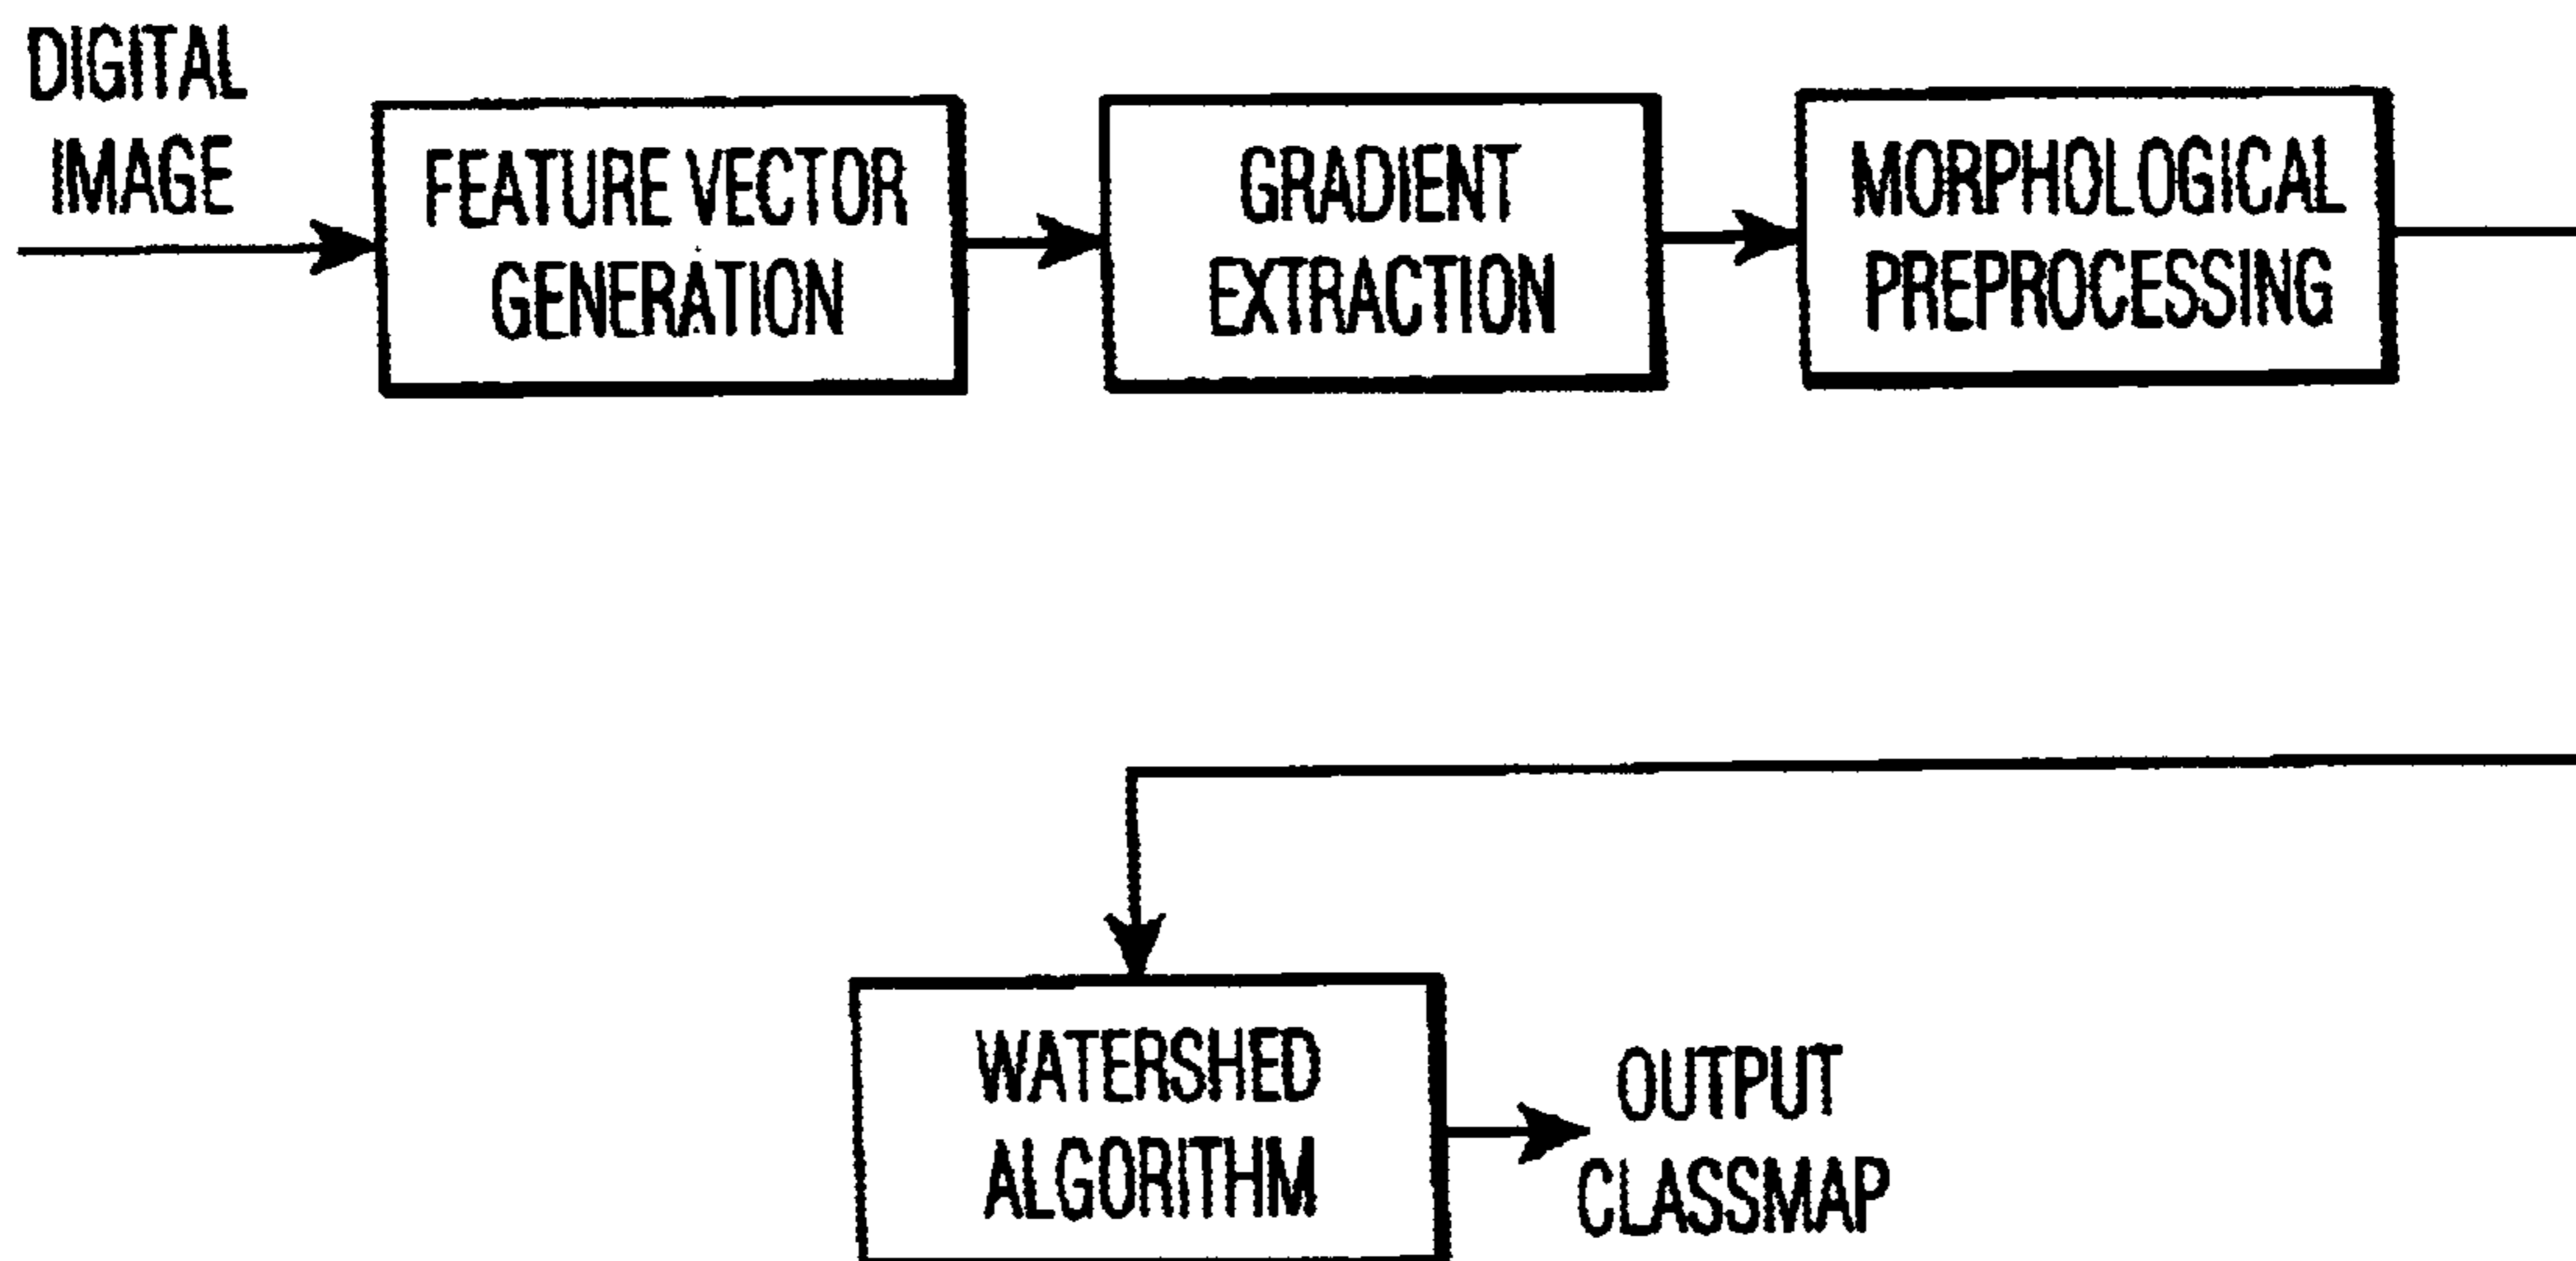 DIGITAL
IMAGE
FEATURE VECTOR
GENERATION
GRADIENT
EXTRACTION
MORPHOLOGICAL
PREPROCESSING
WATERSHED
ALGORITHM
OUTPUT
CLASSMAP